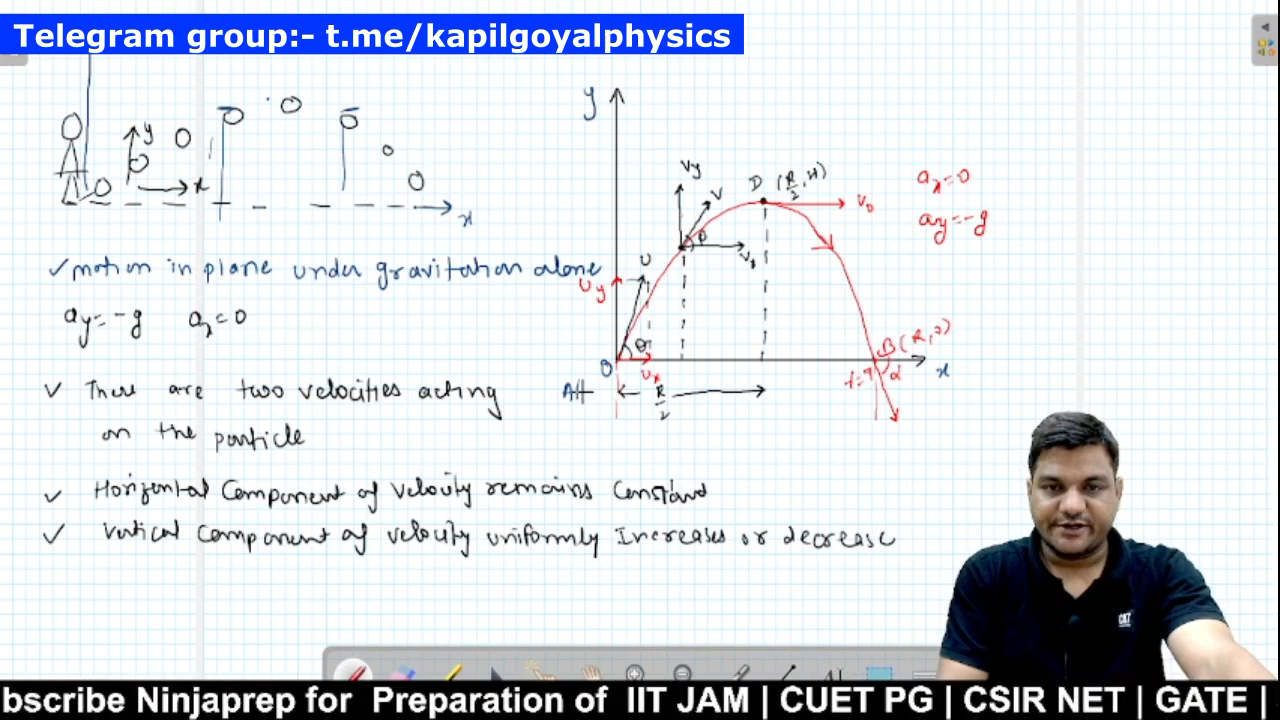 Telegram group:- t.me/kapilgoyalphysics
y
x
x
✓motion in plane under gravitation alone
ay=-g ax=0
✓ There are two velocities acting
on the particle
✓ Horizontal Component of velocity remains Constant
✓ Vertical Component of velocity uniformly Increases or decrease
y
Vy
V
D (R/2, H)
VD
ax=0
ay=-g
θ
Vx
U
Uy
θ
O
Ux
B(R,0)
x
t=T
α
R/2
CAT
bscribe Ninjaprep for Preparation of IIT JAM | CUET PG | CSIR NET | GATE |